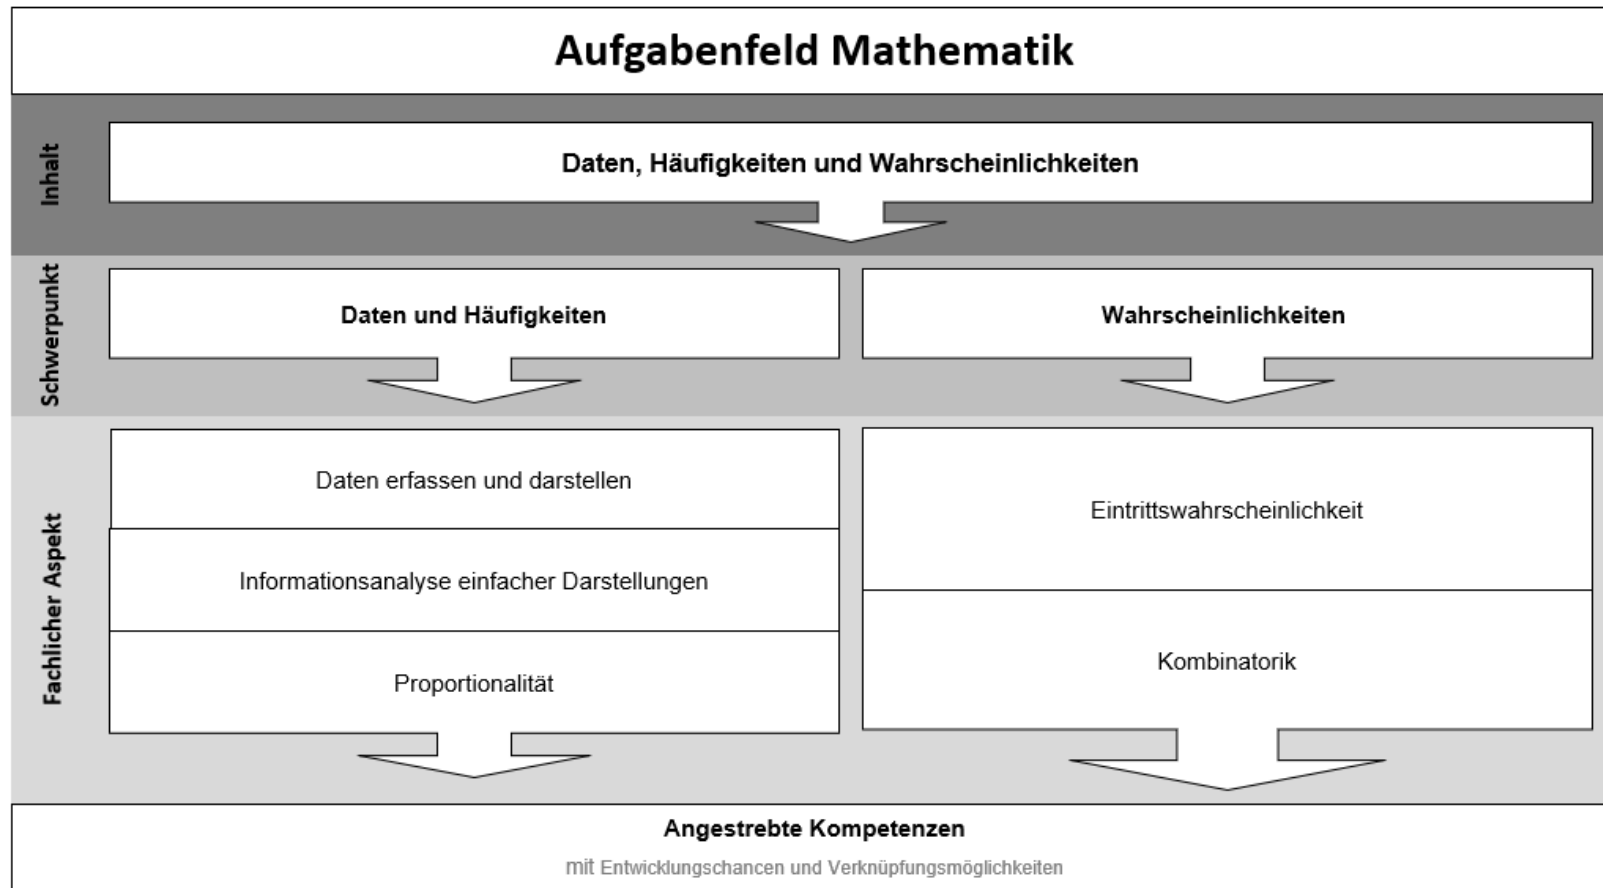 Aufgabenfeld Mathematik
Inhalt
Daten, Häufigkeiten und Wahrscheinlichkeiten
Schwerpunkt
Daten und Häufigkeiten
Wahrscheinlichkeiten
Fachlicher Aspekt
Daten erfassen und darstellen
Informationsanalyse einfacher Darstellungen
Proportionalität
Eintrittswahrscheinlichkeit
Kombinatorik
Angestrebte Kompetenzen
mit Entwicklungschancen und Verknüpfungsmöglichkeiten